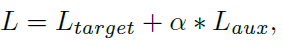 L = L_{target} + α * L_{aux},